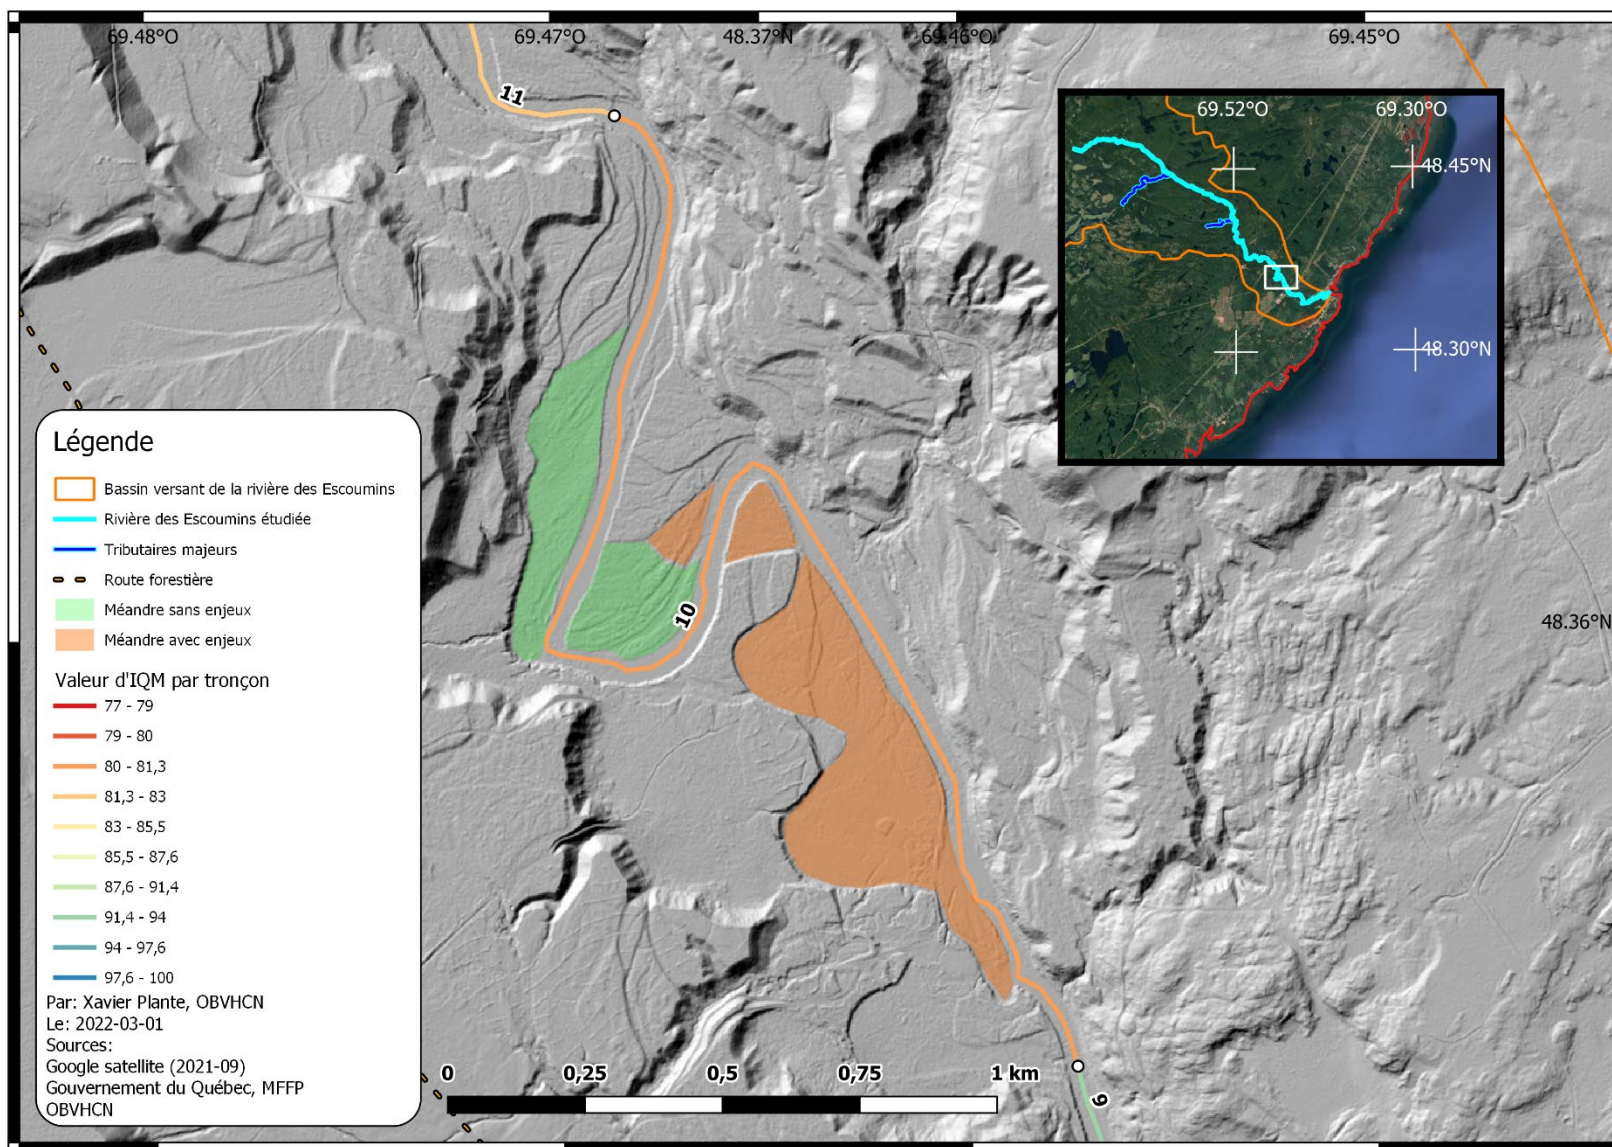 69.48°O
69.47°O
48.37°N
69.46°O
69.45°O
11
69.52°O
69.30°O
48.45°N
48.30°N
48.36°N
10
9
Légende
Bassin versant de la rivière des Escoumins
Rivière des Escoumins étudiée
Tributaires majeurs
Route forestière
Méandre sans enjeux
Méandre avec enjeux
Valeur d'IQM par tronçon
77 - 79
79 - 80
80 - 81,3
81,3 - 83
83 - 85,5
85,5 - 87,6
87,6 - 91,4
91,4 - 94
94 - 97,6
97,6 - 100
Par: Xavier Plante, OBVHCN
Le: 2022-03-01
Sources:
Google satellite (2021-09)
Gouvernement du Québec, MFFP
OBVHCN
0 0,25 0,5 0,75 1 km